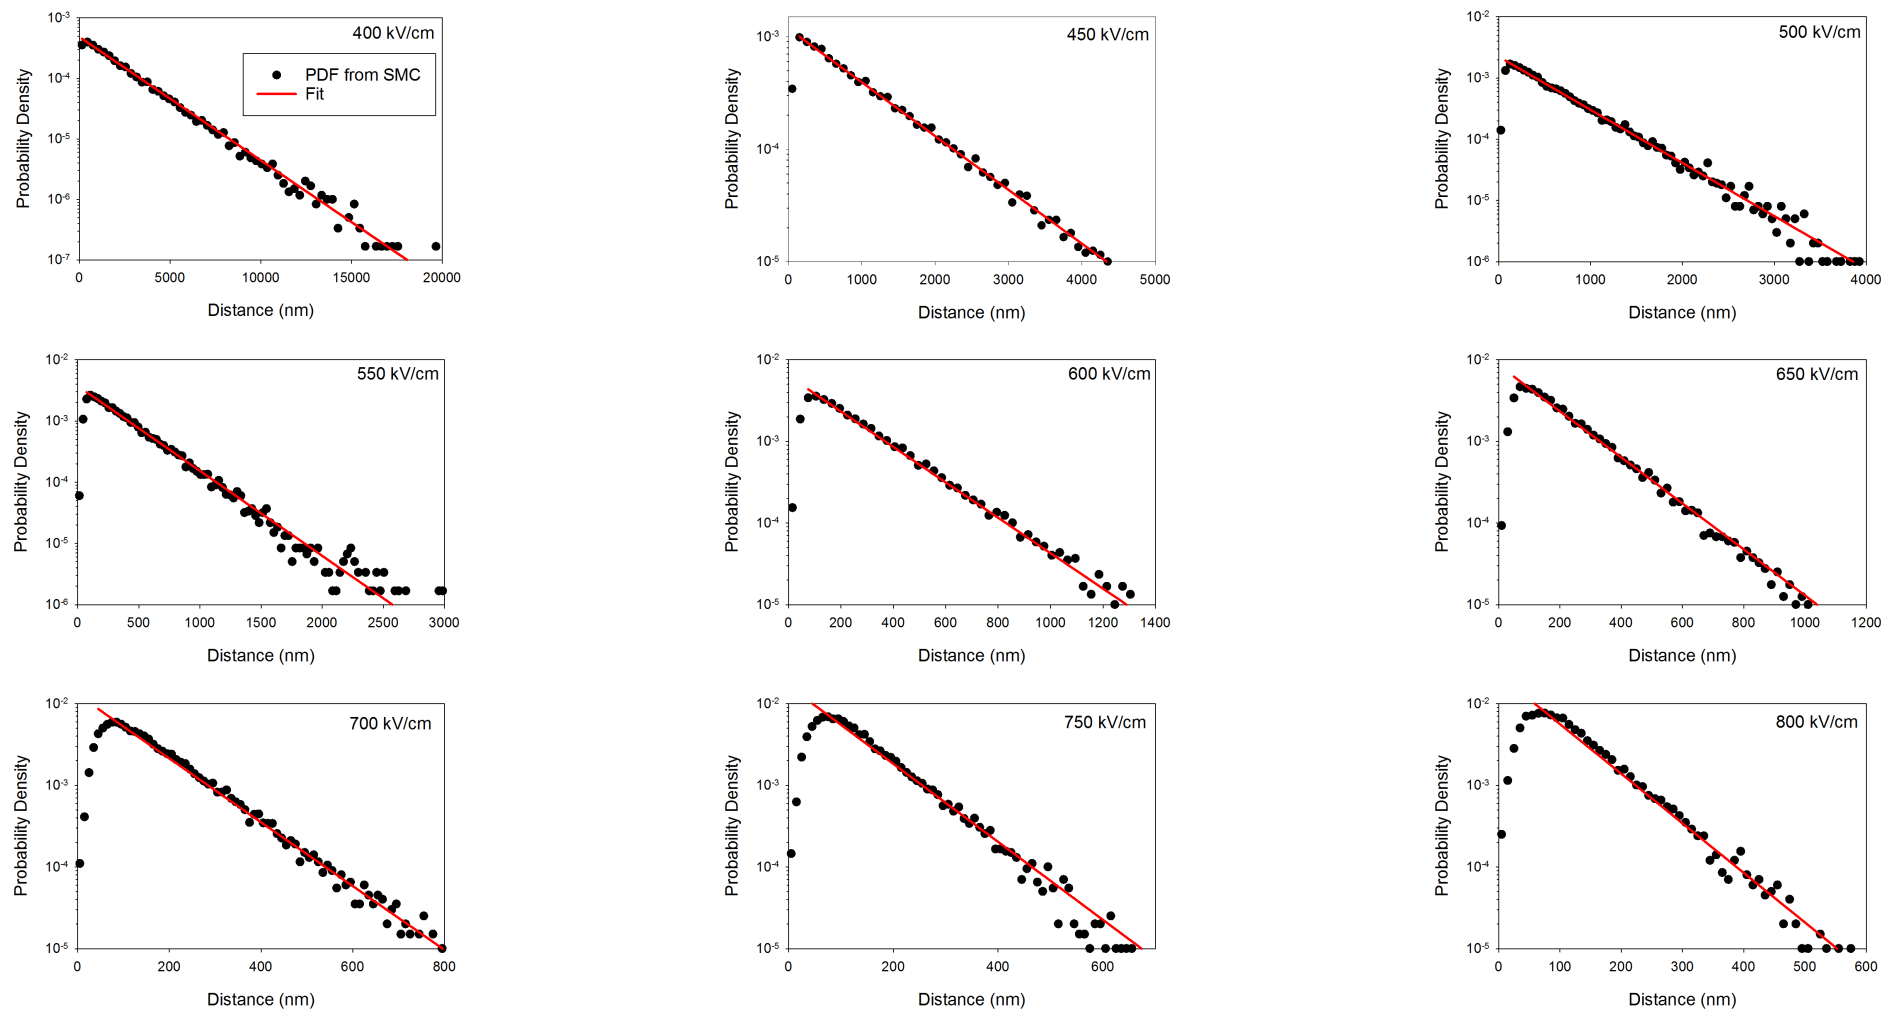 400 kV/cm
PDF from SMC
Fit
Probability Density
10-3
10-4
10-5
10-6
10-7
0 5000 10000 15000 20000
Distance (nm)
450 kV/cm
Probability Density
10-3
10-4
10-5
0 1000 2000 3000 4000 5000
Distance (nm)
500 kV/cm
Probability Density
10-2
10-3
10-4
10-5
10-6
0 1000 2000 3000 4000
Distance (nm)
550 kV/cm
Probability Density
10-2
10-3
10-4
10-5
10-6
0 500 1000 1500 2000 2500 3000
Distance (nm)
600 kV/cm
Probability Density
10-2
10-3
10-4
10-5
0 200 400 600 800 1000 1200 1400
Distance (nm)
650 kV/cm
Probability Density
10-2
10-3
10-4
10-5
0 200 400 600 800 1000 1200
Distance (nm)
700 kV/cm
Probability Density
10-2
10-3
10-4
10-5
0 200 400 600 800
Distance (nm)
750 kV/cm
Probability Density
10-2
10-3
10-4
10-5
0 200 400 600
Distance (nm)
800 kV/cm
Probability Density
10-2
10-3
10-4
10-5
0 100 200 300 400 500 600
Distance (nm)